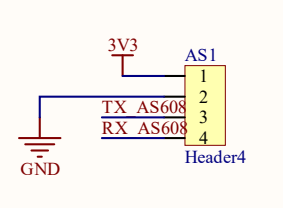 3V3
AS1
1
2
TX_AS608
3
RX_AS608
4
GND
Header4